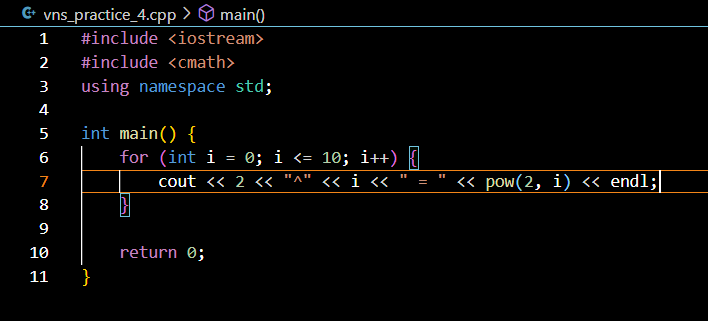 vns_practice_4.cpp > main()
1 #include <iostream>
2 #include <cmath>
3 using namespace std;
4
5 int main() {
6     for (int i = 0; i <= 10; i++) {
7         cout << 2 << "^" << i << " = " << pow(2, i) << endl;
8     }
9
10     return 0;
11 }